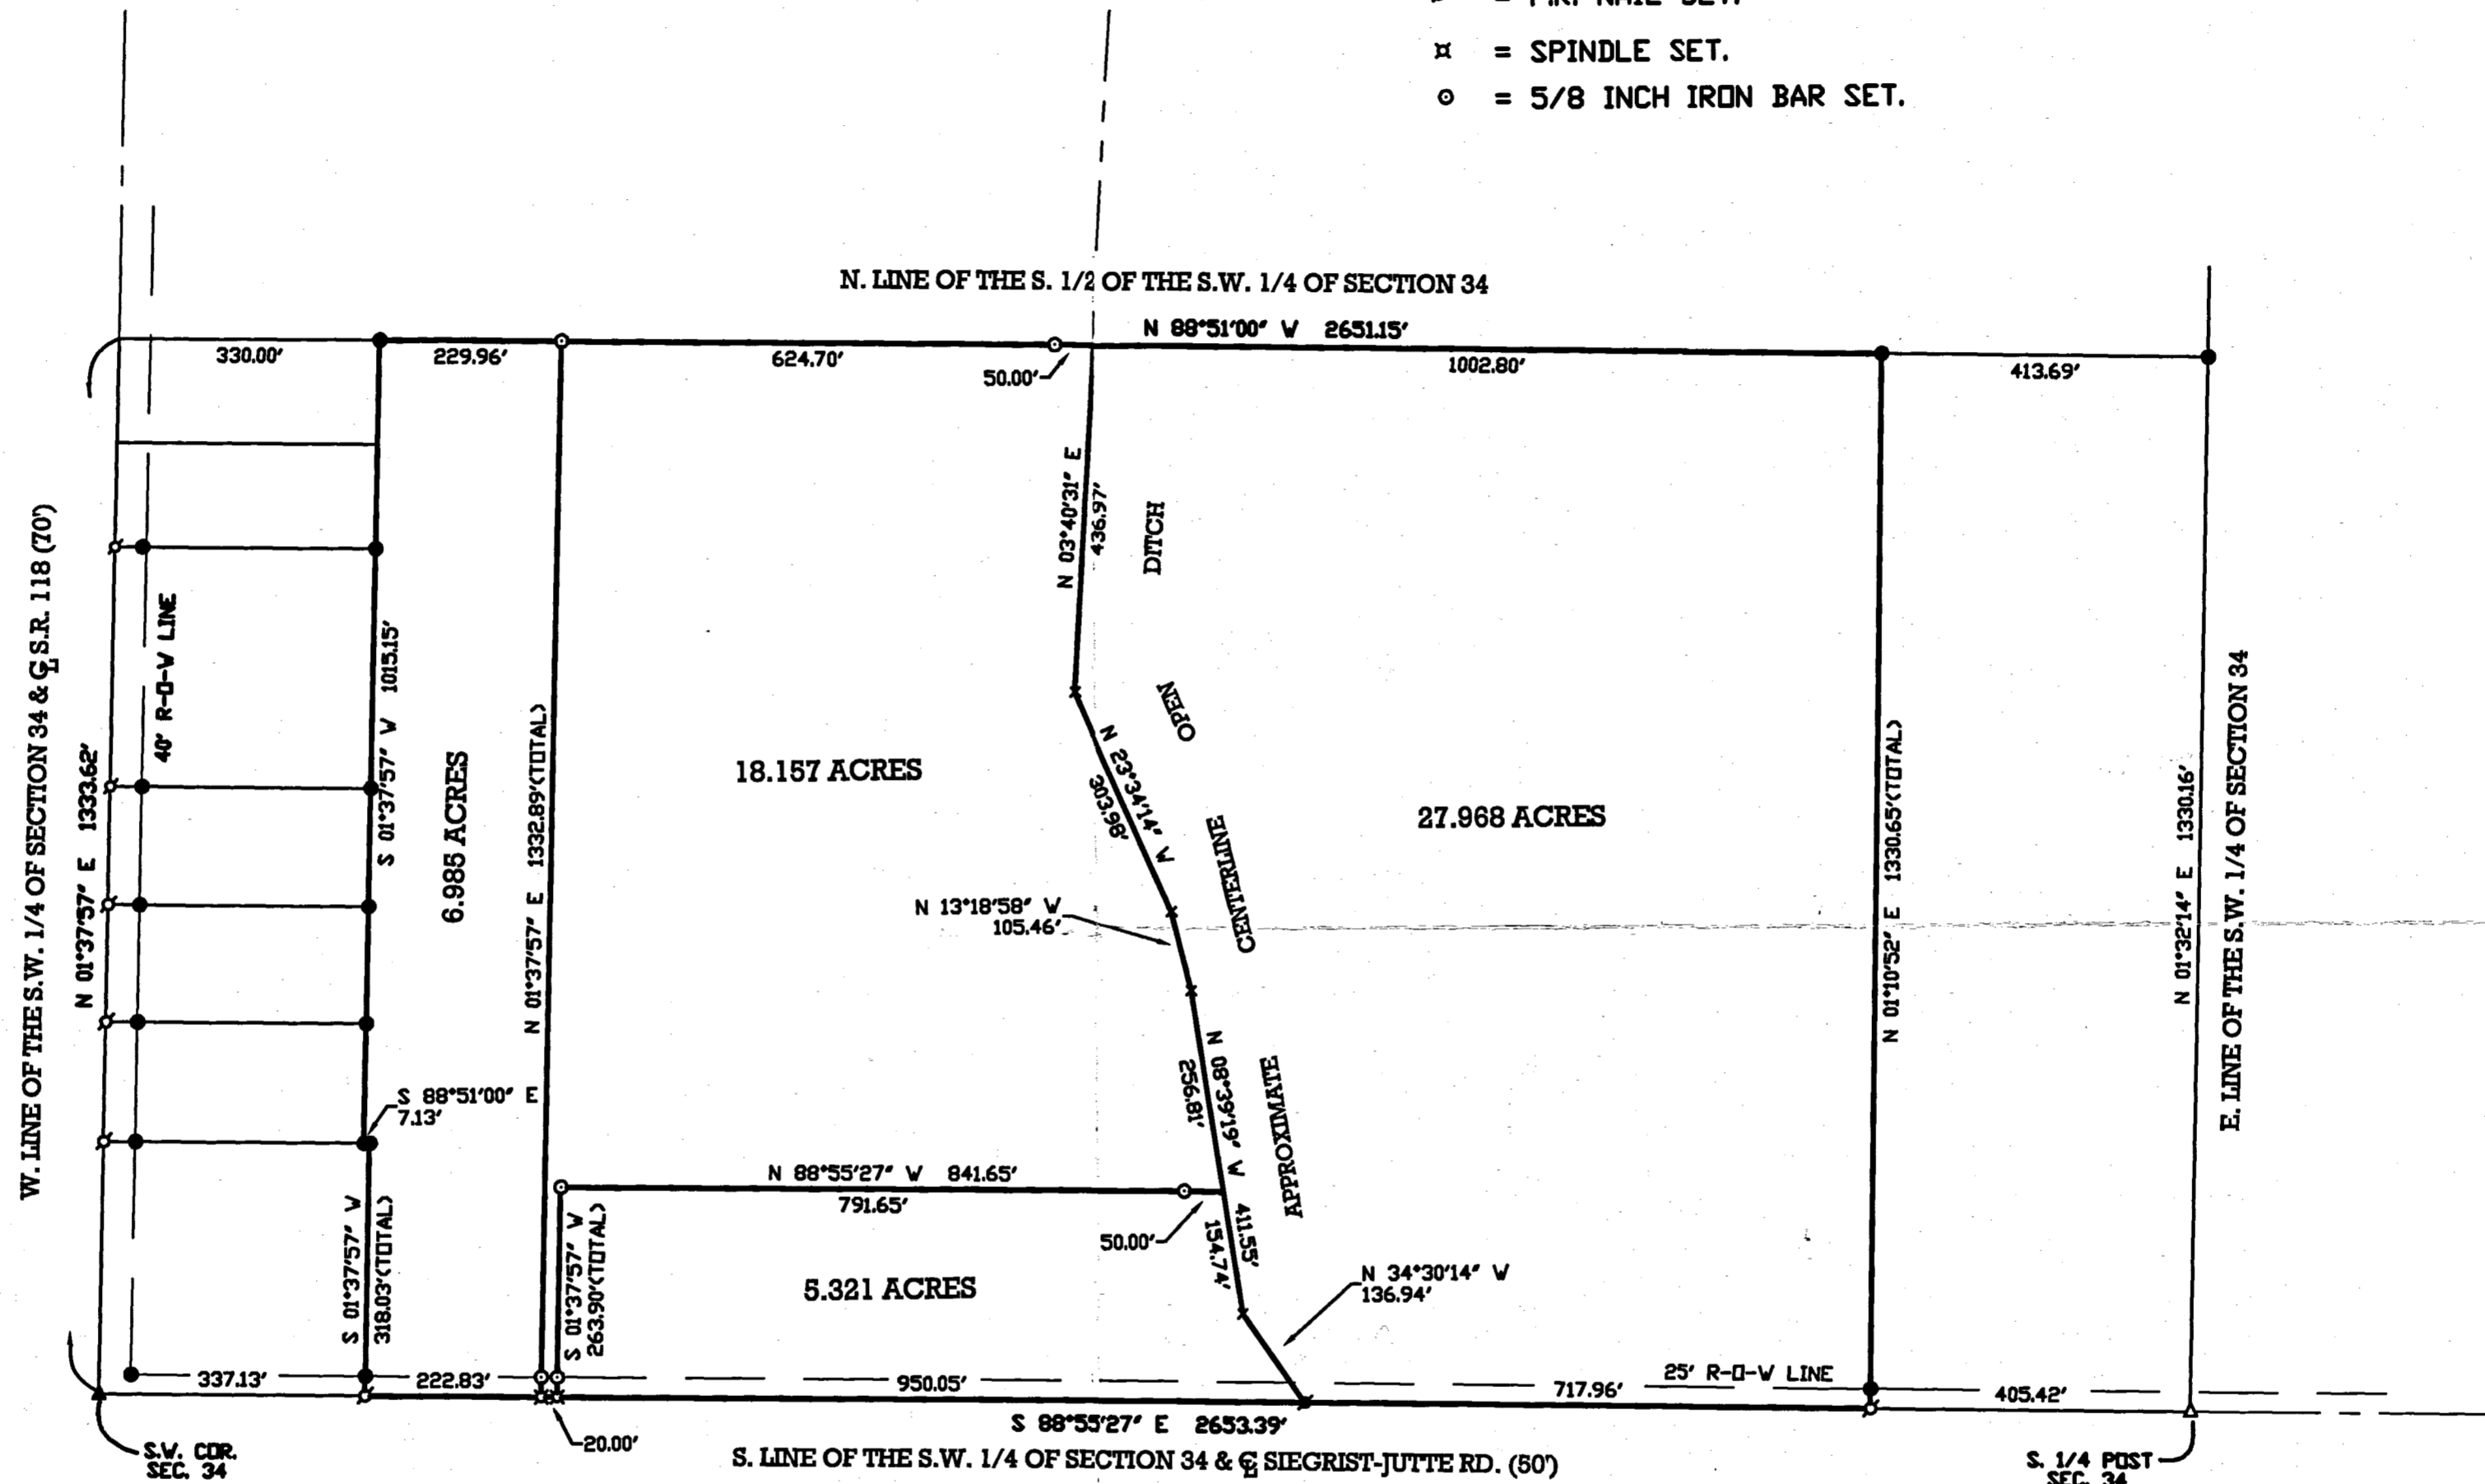 = SPINDLE SET.
= 5/8 INCH IRON BAR SET.
N. LINE OF THE S. 1/2 OF THE S.W. 1/4 OF SECTION 34
N 88°51'00" W 2651.15'
330.00'
229.96'
624.70'
50.00'
1002.80'
413.69'
W. LINE OF THE S.W. 1/4 OF SECTION 34 & ℄ S.R. 118 (70')
N 01°37'57" E 1333.62'
40' R-O-W LINE
S 01°37'57" W 1015.15'
6.985 ACRES
N 01°37'57" E 1332.89'(TOTAL)
18.157 ACRES
N 03°40'31" E
436.97'
DITCH
OPEN
N 23°34'14" W
303.98'
CENTERLINE
N 13°18'58" W
105.46'
27.968 ACRES
N 01°10'52" E 1330.65'(TOTAL)
N 01°32'14" E 1330.16'
E. LINE OF THE S.W. 1/4 OF SECTION 34
S 88°51'00" E
7.13'
N 08°39'19" W 411.55'
256.81'
154.74'
APPROXIMATE
N 88°55'27" W 841.65'
791.65'
50.00'
S 01°37'57" W
318.03'(TOTAL)
S 01°37'57" W
263.90'(TOTAL)
5.321 ACRES
N 34°30'14" W
136.94'
337.13'
222.83'
950.05'
717.96'
25' R-O-W LINE
405.42'
20.00'
S 88°55'27" E 2653.39'
S. LINE OF THE S.W. 1/4 OF SECTION 34 & ℄ SIEGRIST-JUTTE RD. (50')
S.W. COR.
SEC. 34
S. 1/4 POST
SEC. 34